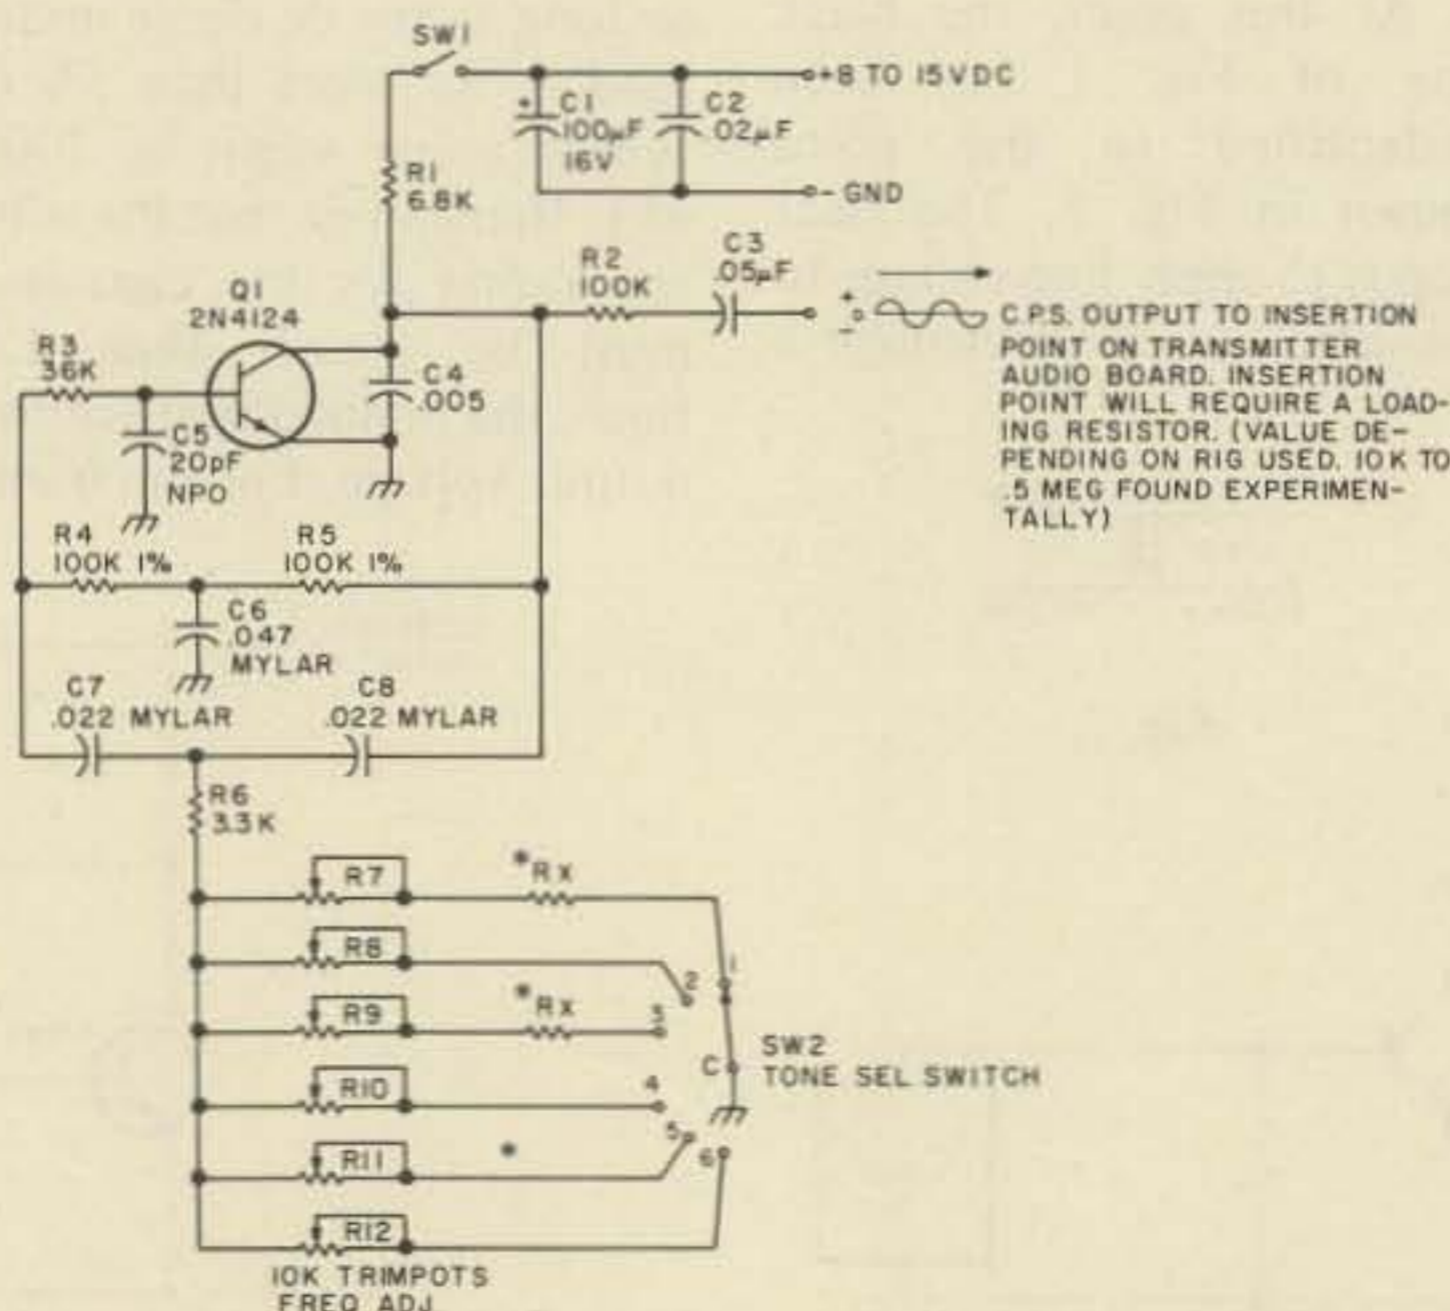 SW1
+8 TO 15VDC
+
C1
100µF
16V
C2
.02µF
R1
6.8K
- GND
C3
.05µF
R2
100K
Q1
2N4124
+
-
C.P.S. OUTPUT TO INSERTION
POINT ON TRANSMITTER
AUDIO BOARD. INSERTION
POINT WILL REQUIRE A LOAD-
ING RESISTOR. (VALUE DE-
PENDING ON RIG USED. 10K TO
.5 MEG FOUND EXPERIMEN-
TALLY)
R3
36K
C4
.005
C5
20pF
NPO
R4
100K 1%
R5
100K 1%
C6
.047
MYLAR
C7
.022 MYLAR
C8
.022 MYLAR
R6
3.3K
R7
*RX
R8
1
2
R9
*RX
3
SW2
TONE SEL SWITCH
C
R10
4
R11
*
5
6
R12
10K TRIMPOTS
FREQ ADJ